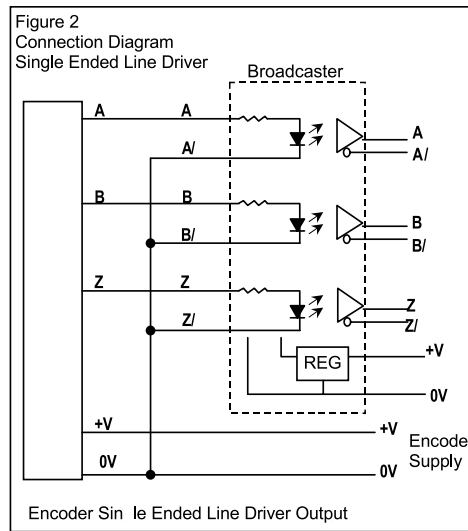 Figure 2
Connection Diagram
Single Ended Line Driver
Broadcaster
A A A
A/ A/
B B B
B/ B/
Z Z Z
Z/ Z/
REG +V
0V
+V +V
Encode
Supply
0V 0V
Encoder Sin le Ended Line Driver Output